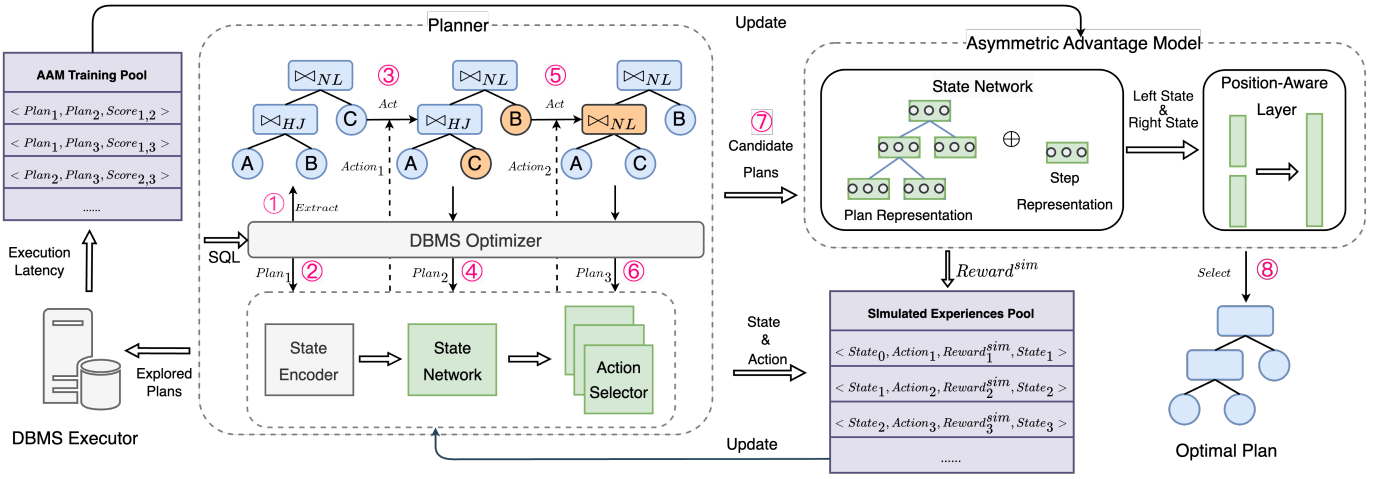 Update
Planner
Asymmetric Advantage Model
AAM Training Pool
< Plan₁, Plan₂, Score₁,₂ >
< Plan₁, Plan₃, Score₁,₃ >
< Plan₂, Plan₃, Score₂,₃ >
......
Execution
Latency
DBMS Executor
Explored
Plans
SQL
⋈NL
⋈HJ
C
A
B
③
Act
Action₁
⋈NL
⋈HJ
B
A
C
⑤
Act
Action₂
⋈NL
⋈NL
B
A
C
①
Extract
DBMS Optimizer
Plan₁
②
Plan₂
④
Plan₃
⑥
State
Encoder
State
Network
Action
Selector
⑦
Candidate
Plans
State
&
Action
Update
State Network
⊕
Plan Representation
Step
Representation
Left State
&
Right State
Position-Aware
Layer
Reward^sim
SImulated Experiences Pool
< State₀, Action₁, Reward₁^sim, State₁ >
< State₁, Action₂, Reward₂^sim, State₂ >
< State₂, Action₃, Reward₃^sim, State₃ >
......
Select
⑧
Optimal Plan